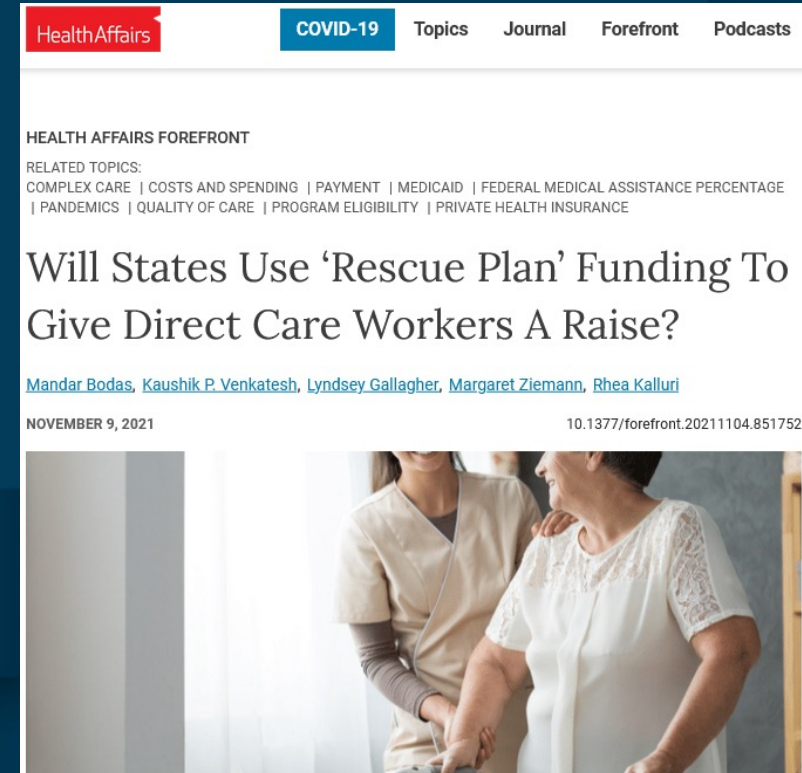 HealthAffairs
COVID-19 Topics Journal Forefront Podcasts
HEALTH AFFAIRS FOREFRONT
RELATED TOPICS:
COMPLEX CARE | COSTS AND SPENDING | PAYMENT | MEDICAID | FEDERAL MEDICAL ASSISTANCE PERCENTAGE
| PANDEMICS | QUALITY OF CARE | PROGRAM ELIGIBILITY | PRIVATE HEALTH INSURANCE
Will States Use ‘Rescue Plan’ Funding To
Give Direct Care Workers A Raise?
Mandar Bodas, Kaushik P. Venkatesh, Lyndsey Gallagher, Margaret Ziemann, Rhea Kalluri
NOVEMBER 9, 2021 10.1377/forefront.20211104.851752